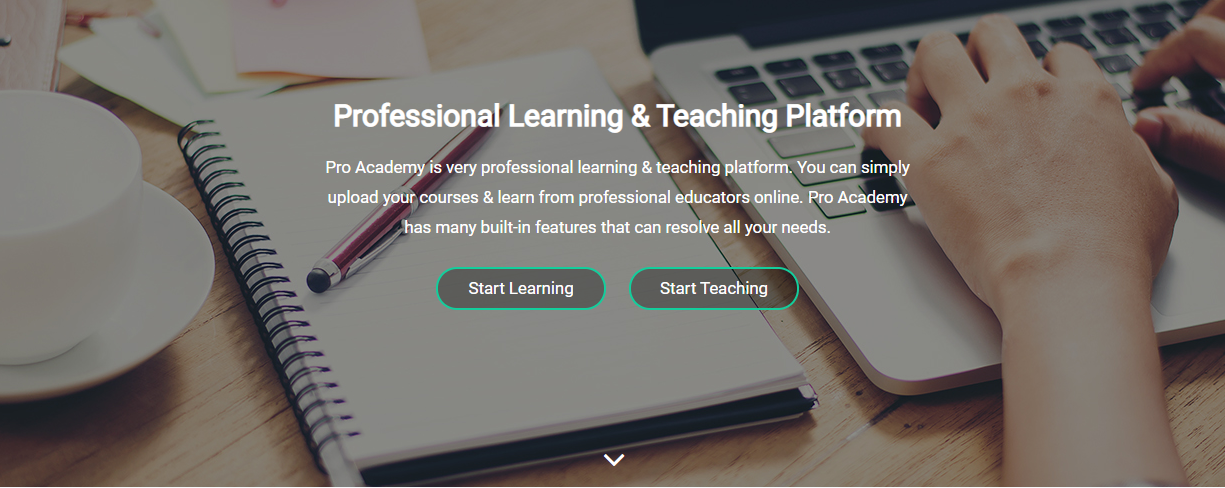 Professional Learning & Teaching Platform
Pro Academy is very professional learning & teaching platform. You can simply
upload your courses & learn from professional educators online. Pro Academy
has many built-in features that can resolve all your needs.
Start Learning
Start Teaching